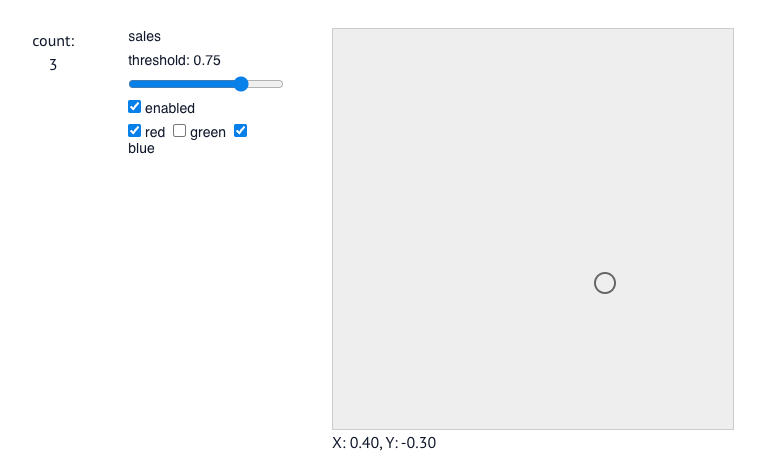 count:
3
sales
threshold: 0.75
enabled
red green
blue
X: 0.40, Y: -0.30